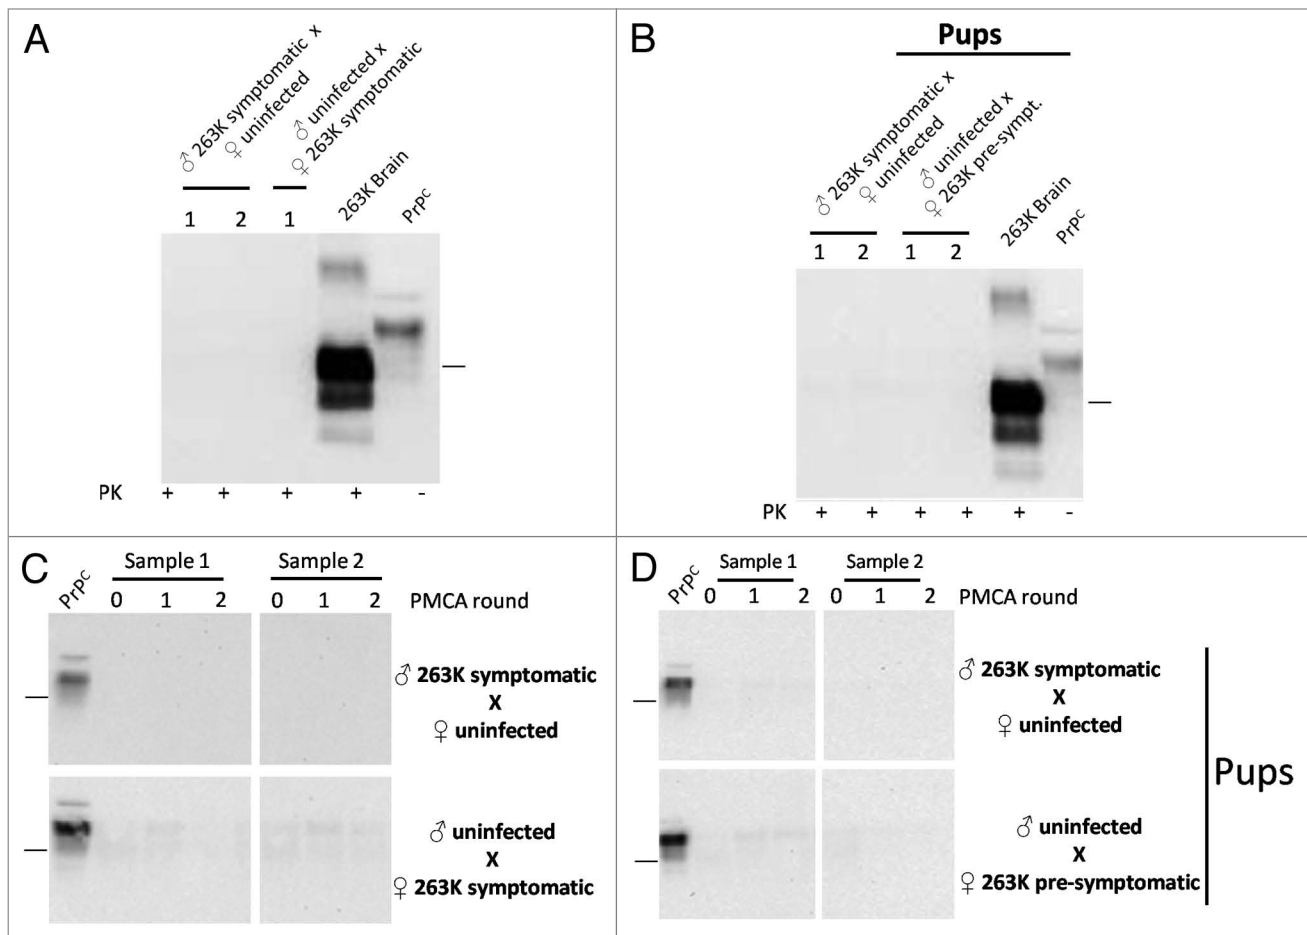 A
♂ 263K symptomatic x
♀ uninfected
♂ uninfected x
♀ 263K symptomatic
263K Brain
PrPᶜ
1 2 1
PK + + + + -
B
Pups
♂ 263K symptomatic x
♀ uninfected
♂ uninfected x
♀ 263K pre-sympt.
263K Brain
PrPᶜ
1 2 1 2
PK + + + + + -
C
PrPᶜ
Sample 1 Sample 2
0 1 2 0 1 2 PMCA round
♂ 263K symptomatic
X
♀ uninfected
♂ uninfected
X
♀ 263K symptomatic
D
PrPᶜ
Sample 1 Sample 2
0 1 2 0 1 2 PMCA round
♂ 263K symptomatic
X
♀ uninfected
♂ uninfected
X
♀ 263K pre-symptomatic
Pups